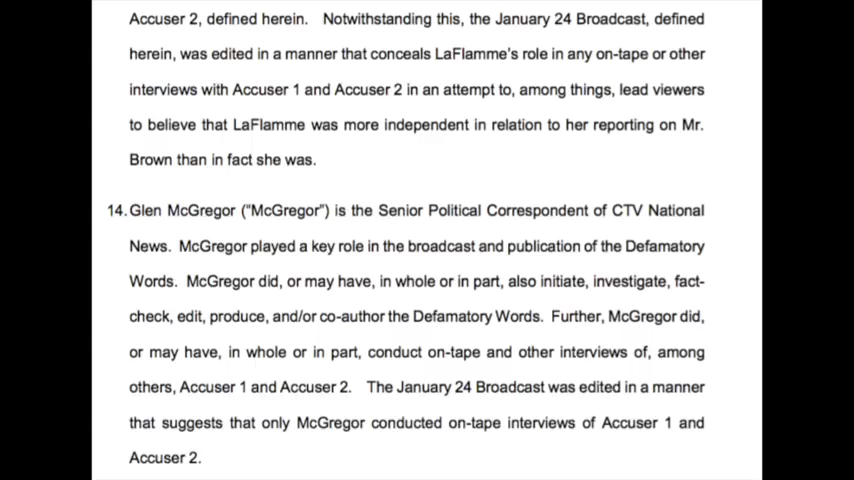 Accuser 2, defined herein. Notwithstanding this, the January 24 Broadcast, defined
herein, was edited in a manner that conceals LaFlamme's role in any on-tape or other
interviews with Accuser 1 and Accuser 2 in an attempt to, among things, lead viewers
to believe that LaFlamme was more independent in relation to her reporting on Mr.
Brown than in fact she was.
14. Glen McGregor ("McGregor") is the Senior Political Correspondent of CTV National
News. McGregor played a key role in the broadcast and publication of the Defamatory
Words. McGregor did, or may have, in whole or in part, also initiate, investigate, fact-
check, edit, produce, and/or co-author the Defamatory Words. Further, McGregor did,
or may have, in whole or in part, conduct on-tape and other interviews of, among
others, Accuser 1 and Accuser 2. The January 24 Broadcast was edited in a manner
that suggests that only McGregor conducted on-tape interviews of Accuser 1 and
Accuser 2.